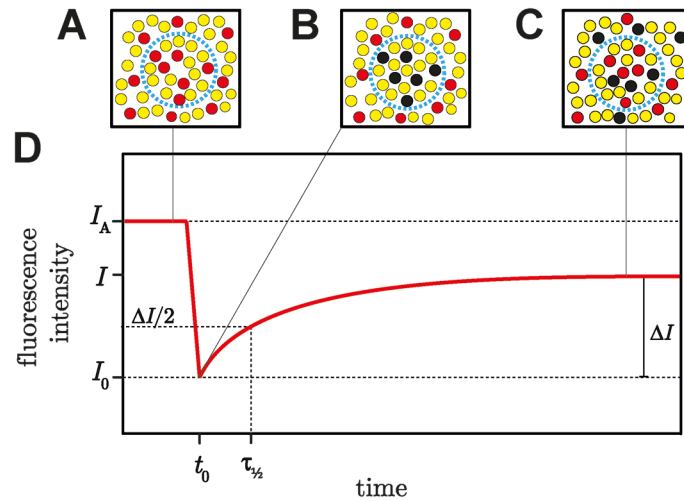 A
B
C
D
I_A
I
ΔI/2
ΔI
I_0
fluorescence
intensity
t_0
τ_½
time